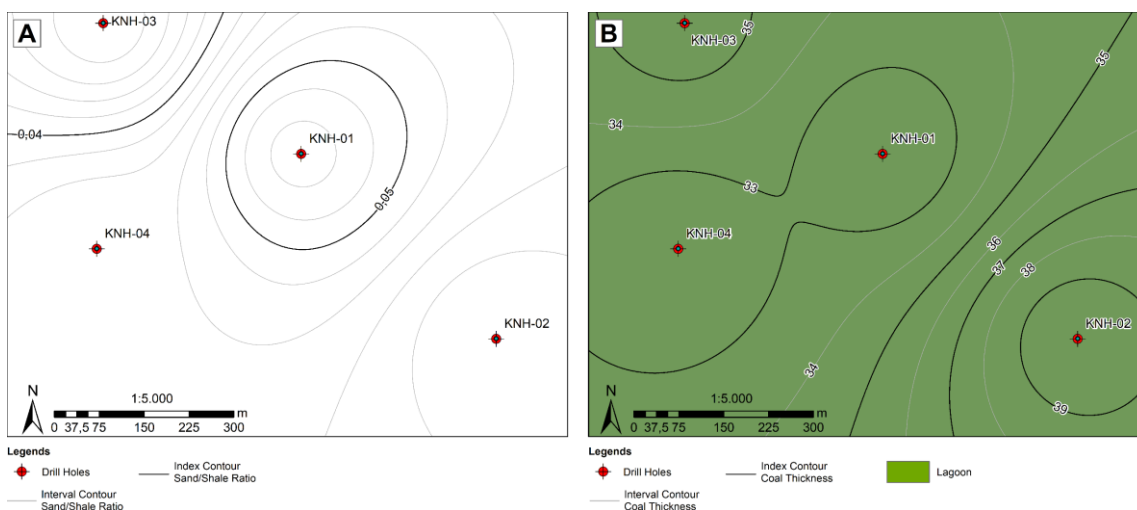 A
KNH-03
0,04
KNH-01
0,05
KNH-04
KNH-02
N
1:5.000
0 37,5 75 150 225 300 m
Legends
Drill Holes
Index Contour
Sand/Shale Ratio
Interval Contour
Sand/Shale Ratio
B
KNH-03
35
35
34
KNH-01
33
KNH-04
36
37
38
KNH-02
34
39
N
1:5.000
0 37,5 75 150 225 300 m
Legends
Drill Holes
Index Contour
Coal Thickness
Lagoon
Interval Contour
Coal Thickness